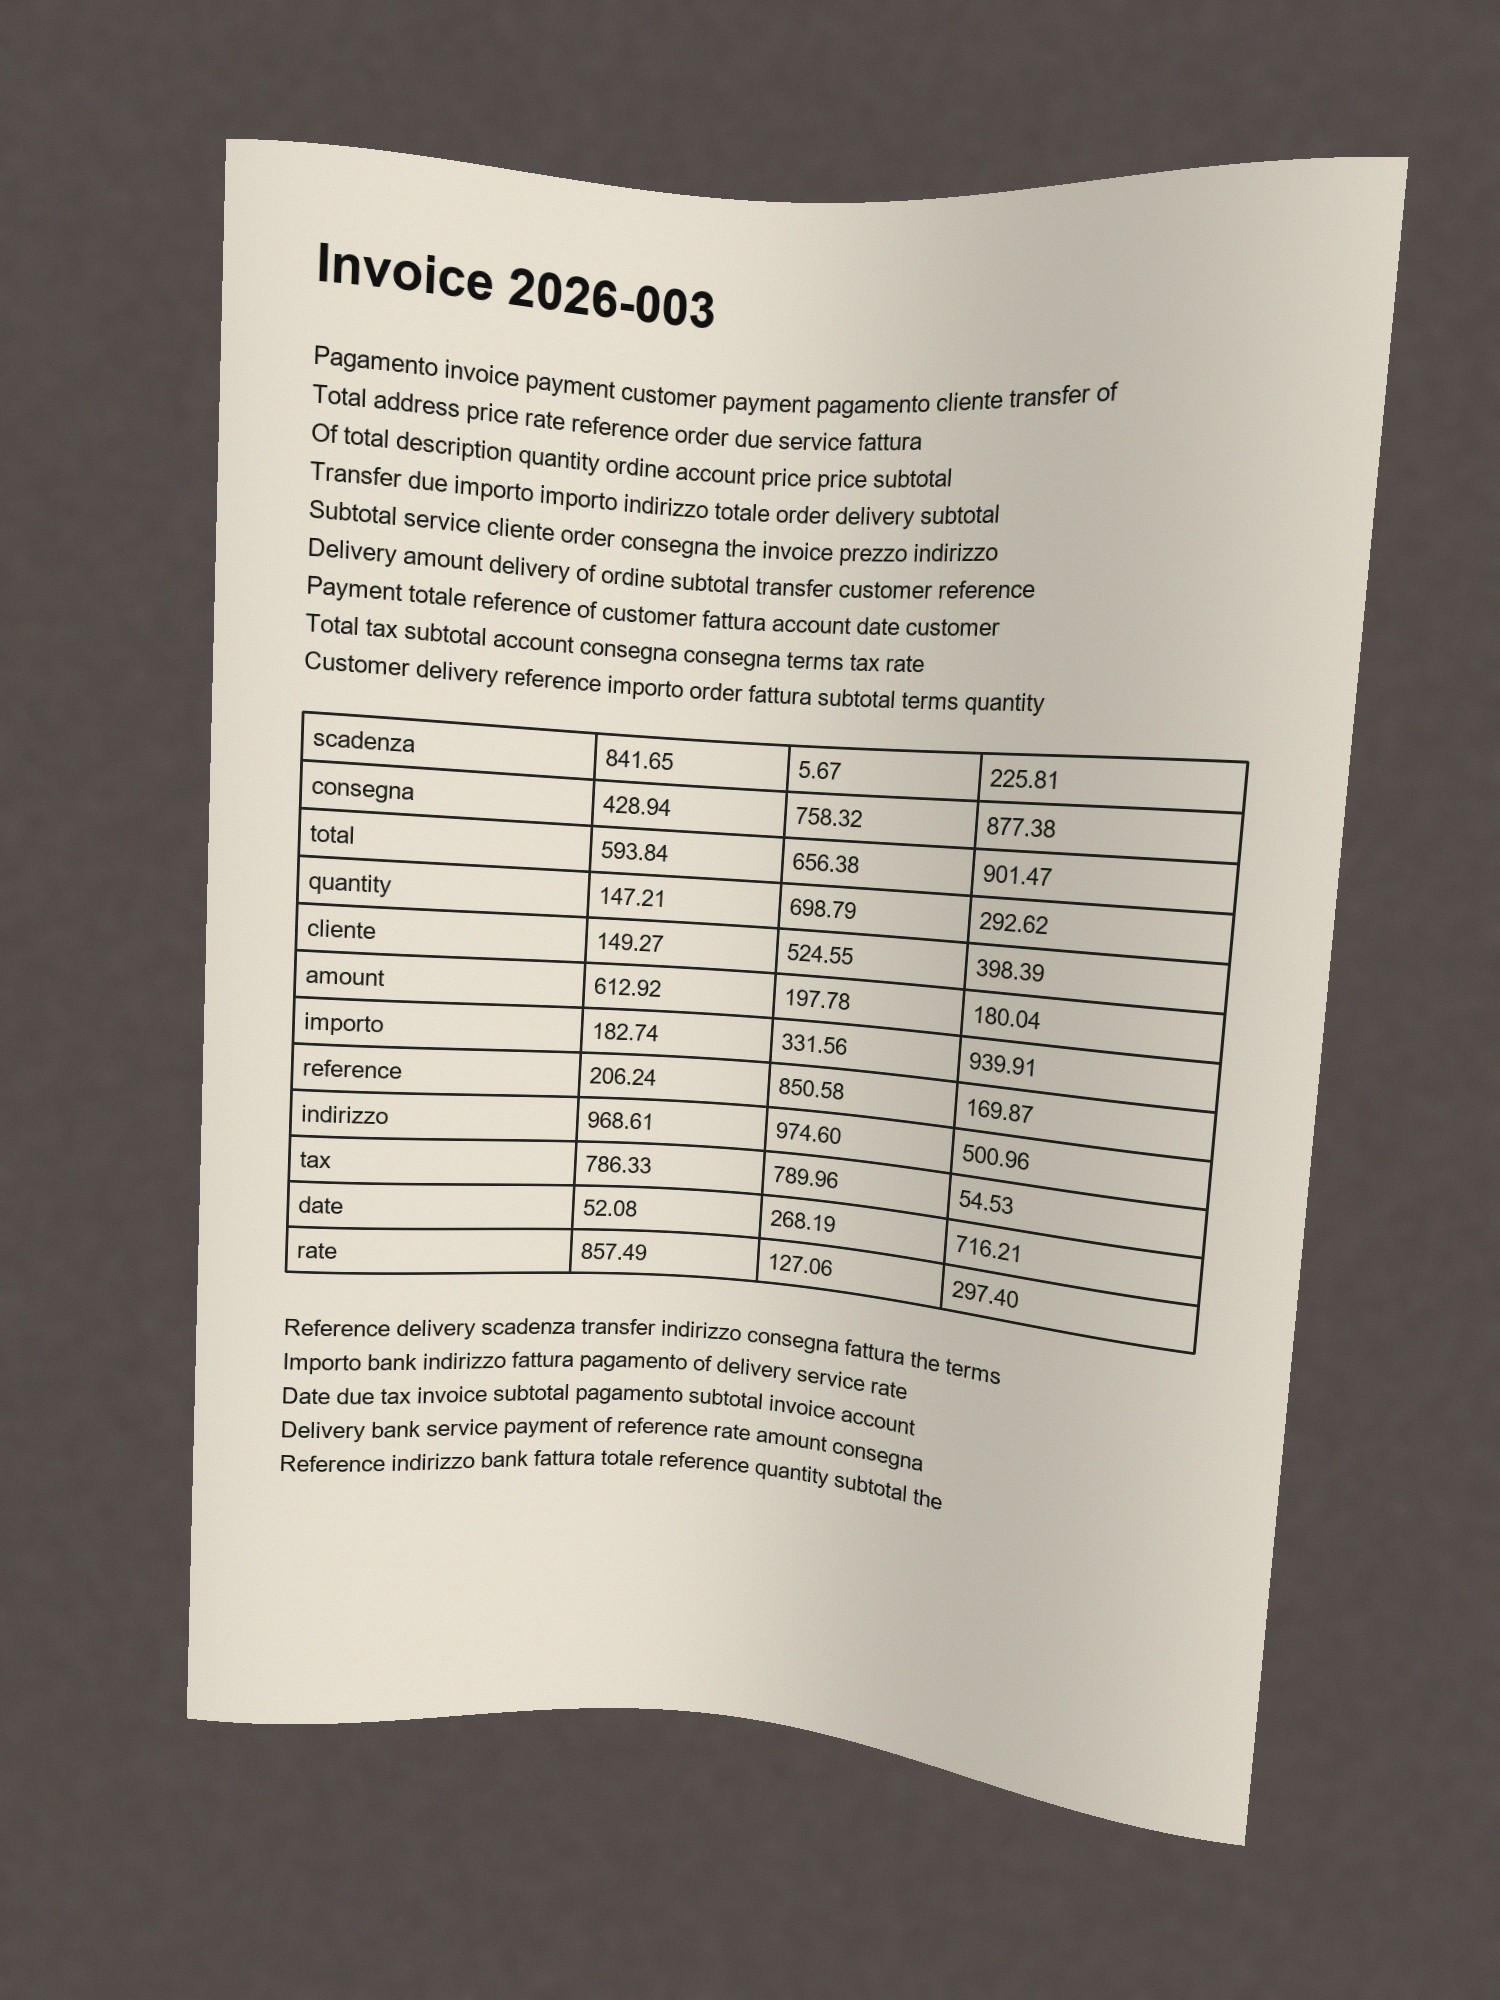 Invoice 2026-003
Pagamento invoice payment customer payment pagamento cliente transfer of
Total address price rate reference order due service fattura
Of total description quantity ordine account price price subtotal
Transfer due importo importo indirizzo totale order delivery subtotal
Subtotal service cliente order consegna the invoice prezzo indirizzo
Delivery amount delivery of ordine subtotal transfer customer reference
Payment totale reference of customer fattura account date customer
Total tax subtotal account consegna consegna terms tax rate
Customer delivery reference importo order fattura subtotal terms quantity
scadenza 841.65 5.67 225.81
consegna 428.94 758.32 877.38
total 593.84 656.38 901.47
quantity 147.21 698.79 292.62
cliente 149.27 524.55 398.39
amount 612.92 197.78 180.04
importo 182.74 331.56 939.91
reference 206.24 850.58 169.87
indirizzo 968.61 974.60 500.96
tax 786.33 789.96 54.53
date 52.08 268.19 716.21
rate 857.49 127.06 297.40
Reference delivery scadenza transfer indirizzo consegna fattura the terms
Importo bank indirizzo fattura pagamento of delivery service rate
Date due tax invoice subtotal pagamento subtotal invoice account
Delivery bank service payment of reference rate amount consegna
Reference indirizzo bank fattura totale reference quantity subtotal the